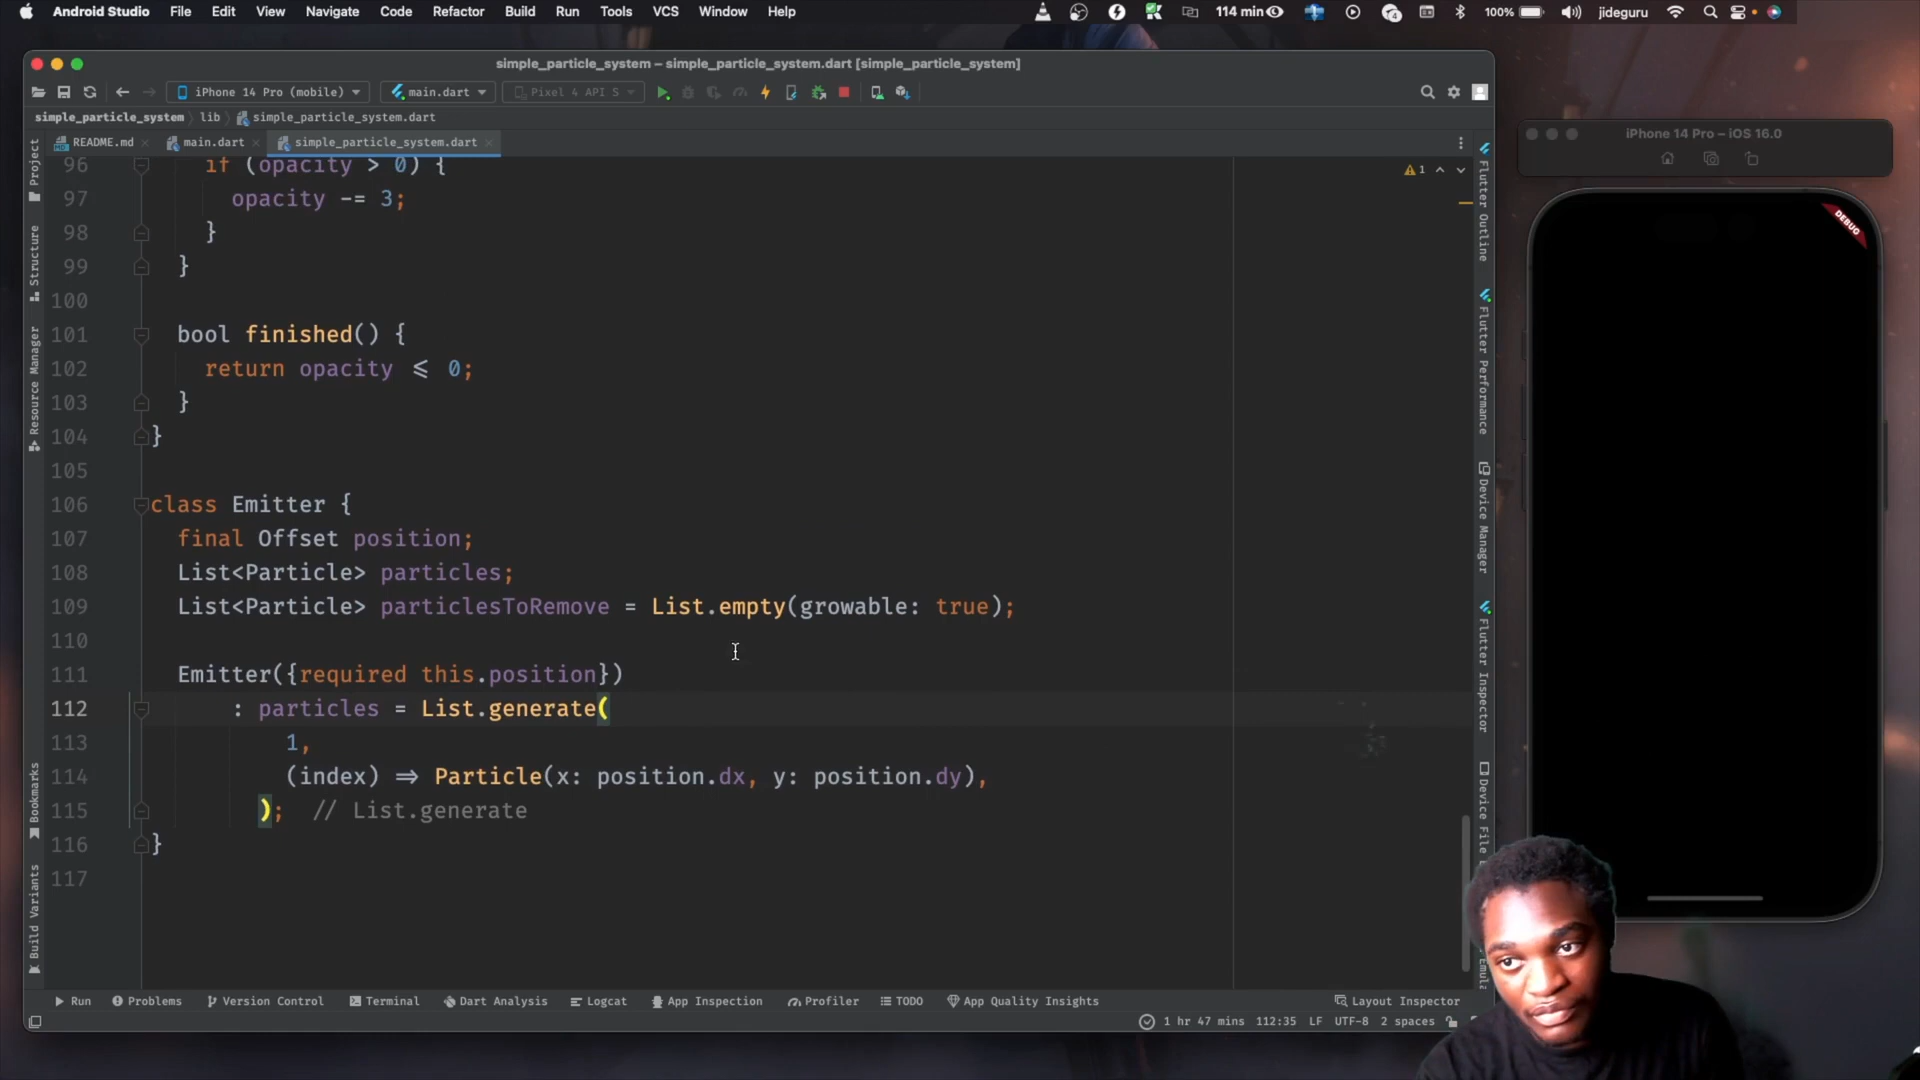 Android Studio File Edit View Navigate Code Refactor Build Run Tools VCS Window Help 114 min 4 100% jideguru
simple_particle_system – simple_particle_system.dart [simple_particle_system]
iPhone 14 Pro (mobile) main.dart Pixel 4 API S
simple_particle_system lib simple_particle_system.dart
README.md main.dart simple_particle_system.dart
iPhone 14 Pro – iOS 16.0
DEBUG
1
96 if (opacity > 0) {
97 opacity -= 3;
98 }
99 }
100
101 bool finished() {
102 return opacity <= 0;
103 }
104 }
105
106 class Emitter {
107 final Offset position;
108 List<Particle> particles;
109 List<Particle> particlesToRemove = List.empty(growable: true);
110
111 Emitter({required this.position})
112 : particles = List.generate(
113 1,
114 (index) => Particle(x: position.dx, y: position.dy),
115 ); // List.generate
116 }
117
Project
Structure
Resource Manager
Bookmarks
Build Variants
Flutter Outline
Flutter Performance
Flutter Inspector
Device Manager
Device File
Emu
Run Problems Version Control Terminal Dart Analysis Logcat App Inspection Profiler TODO App Quality Insights Layout Inspector
1 hr 47 mins 112:35 LF UTF-8 2 spaces